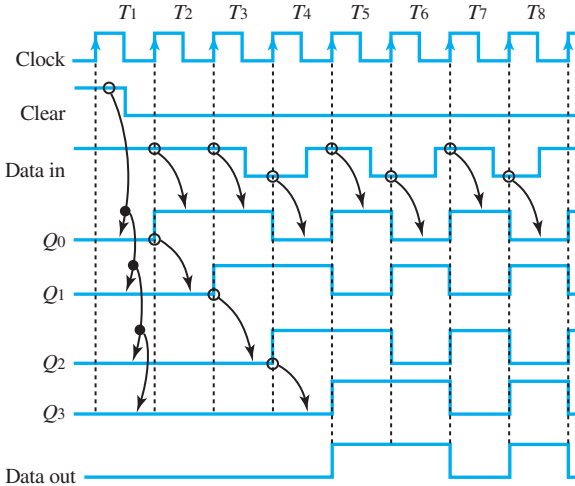 T1 T2 T3 T4 T5 T6 T7 T8
Clock
Clear
Data in
Q0
Q1
Q2
Q3
Data out